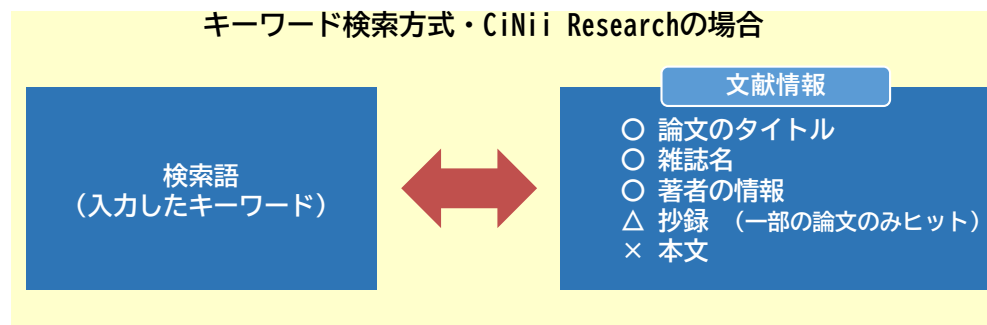 キーワード検索方式・CiNii Researchの場合
検索語
（入力したキーワード）
文献情報
○ 論文のタイトル
○ 雑誌名
○ 著者の情報
△ 抄録 （一部の論文のみヒット）
× 本文